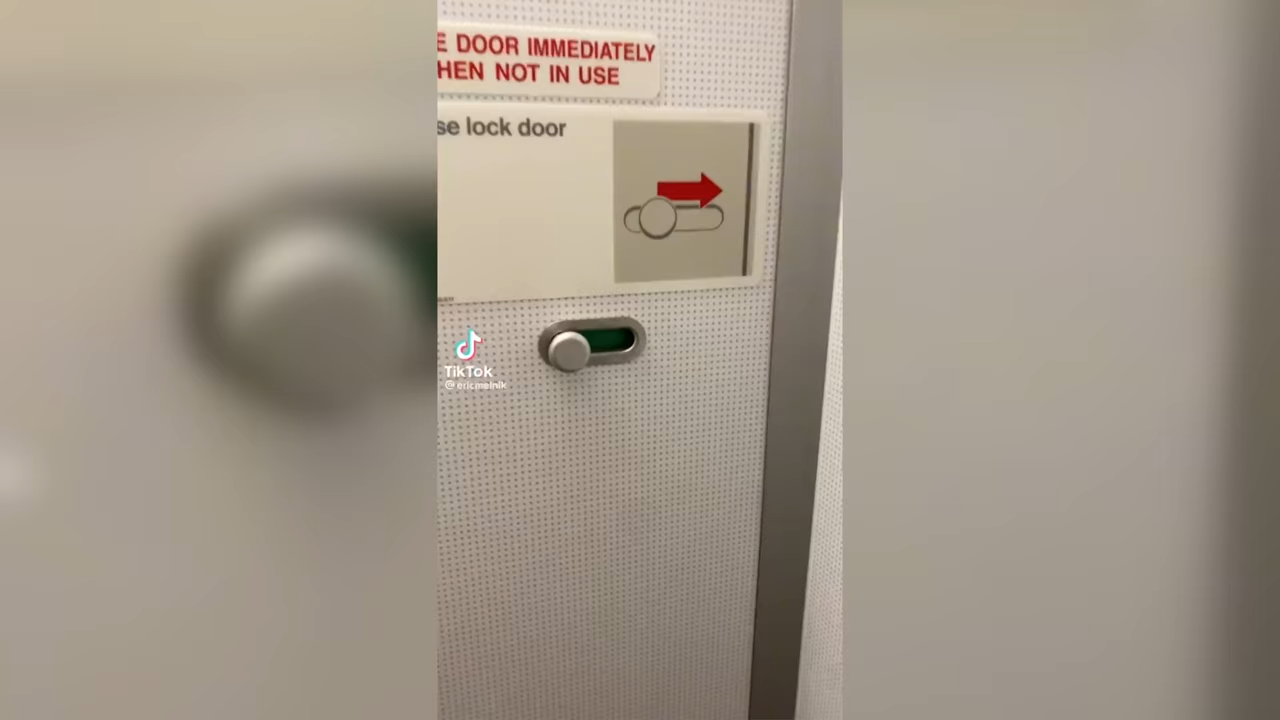 E DOOR IMMEDIATELY
HEN NOT IN USE
se lock door
TikTok
@ericmelnik